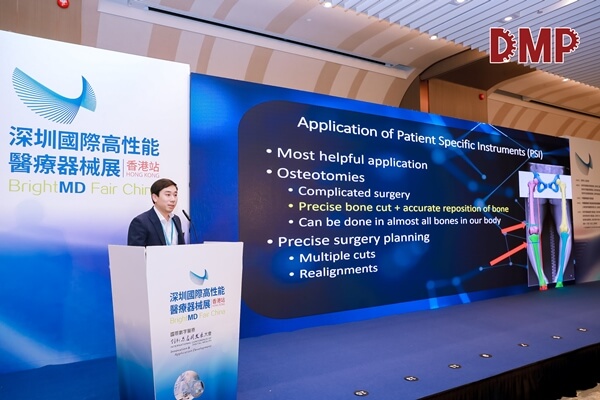 DMP
深圳國際高性能
醫療器械展 香港站
HONG KONG
BrightMD Fair China
Application of Patient Specific Instruments (PSI)
• Most helpful application
• Osteotomies
• Complicated surgery
• Precise bone cut + accurate reposition of bone
• Can be done in almost all bones in our body
• Precise surgery planning
• Multiple cuts
• Realignments
深圳國際高性能
醫療器械展 香港站
BrightMD Fair China